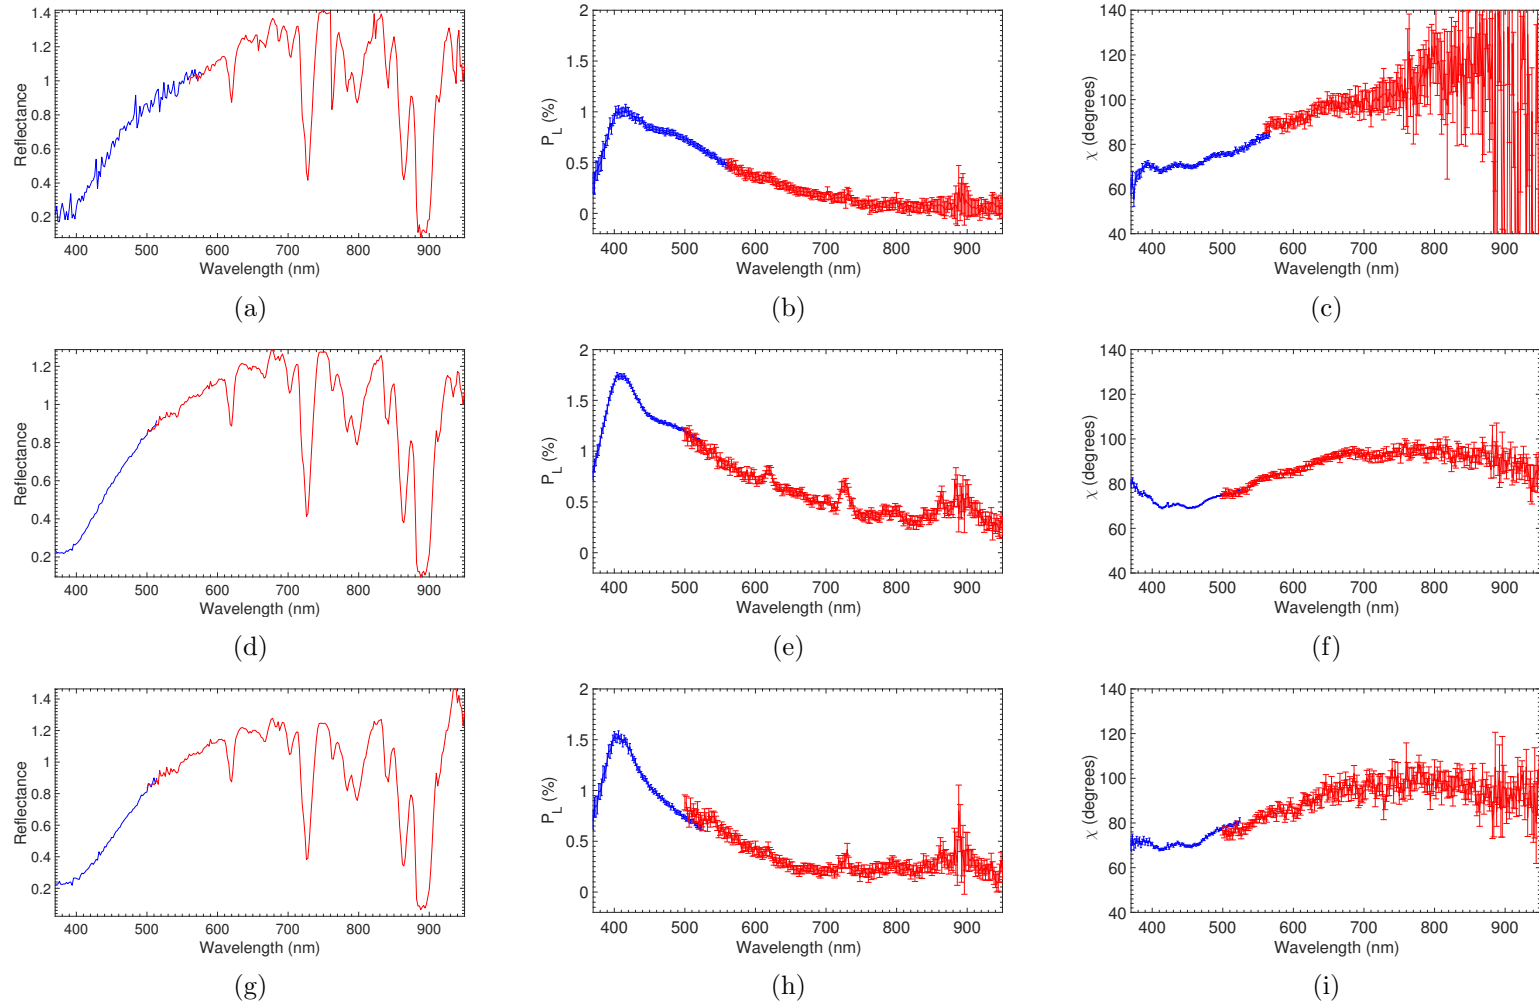 Reflectance
1.4
1.2
1
0.8
0.6
0.4
0.2
400 500 600 700 800 900
Wavelength (nm)
(a)
P_L (%)
2
1.5
1
0.5
0
400 500 600 700 800 900
Wavelength (nm)
(b)
χ (degrees)
140
120
100
80
60
40
400 500 600 700 800 900
Wavelength (nm)
(c)
Reflectance
1.2
1
0.8
0.6
0.4
0.2
400 500 600 700 800 900
Wavelength (nm)
(d)
P_L (%)
2
1.5
1
0.5
0
400 500 600 700 800 900
Wavelength (nm)
(e)
χ (degrees)
140
120
100
80
60
40
400 500 600 700 800 900
Wavelength (nm)
(f)
Reflectance
1.4
1.2
1
0.8
0.6
0.4
0.2
400 500 600 700 800 900
Wavelength (nm)
(g)
P_L (%)
2
1.5
1
0.5
0
400 500 600 700 800 900
Wavelength (nm)
(h)
χ (degrees)
140
120
100
80
60
40
400 500 600 700 800 900
Wavelength (nm)
(i)